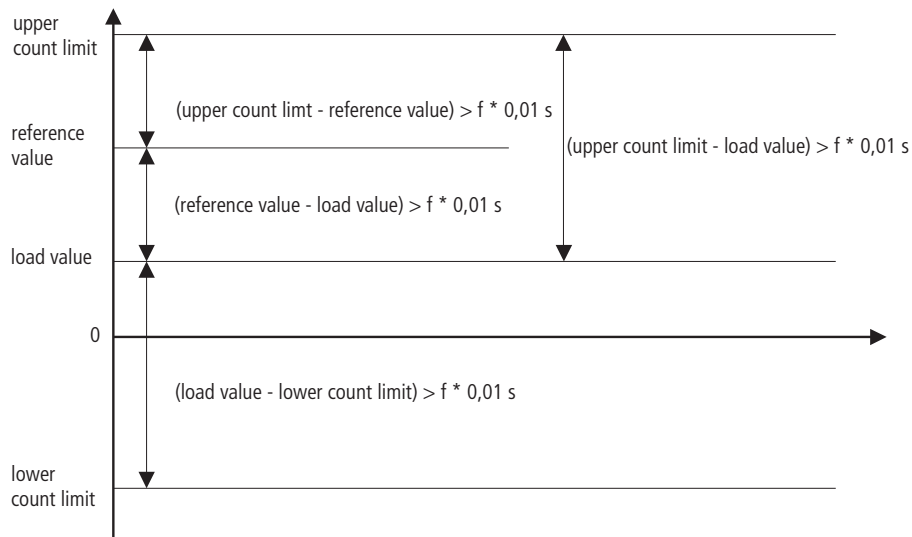 upper
count limit
(upper count limt - reference value) > f * 0,01 s
reference
value
(upper count limit - load value) > f * 0,01 s
(reference value - load value) > f * 0,01 s
load value
0
(load value - lower count limit) > f * 0,01 s
lower
count limit